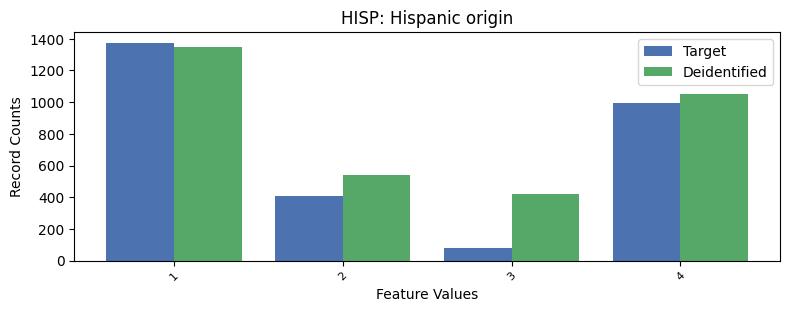 HISP: Hispanic origin
Target
Deidentified
Record Counts
1400
1200
1000
800
600
400
200
0
1
2
3
4
Feature Values